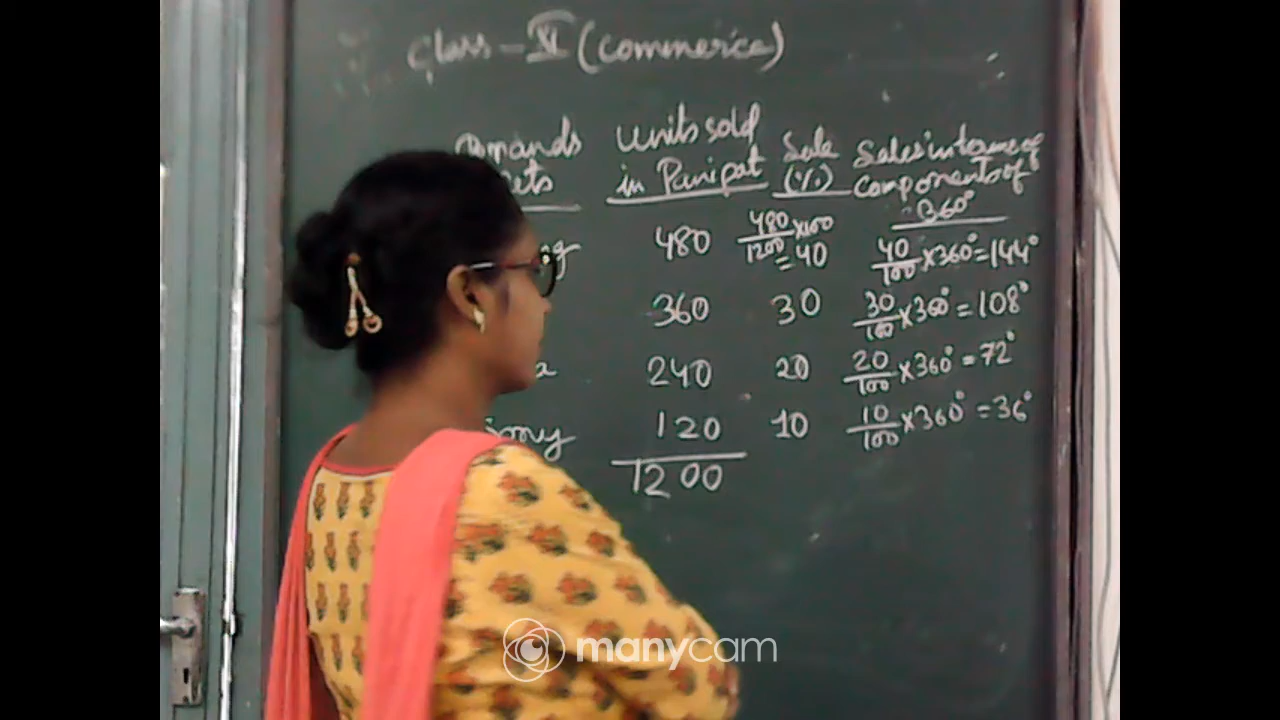 Class - XI (Commerica)
Units sold in Panipat
Sale (%)
Sales in terms of components of 360°
480 480/1200 ×100 = 40 40/100 ×360° = 144°
360 30 30/100 ×360° = 108°
240 20 20/100 ×360° = 72°
120 10 10/100 ×360° = 36°
1200
manycam